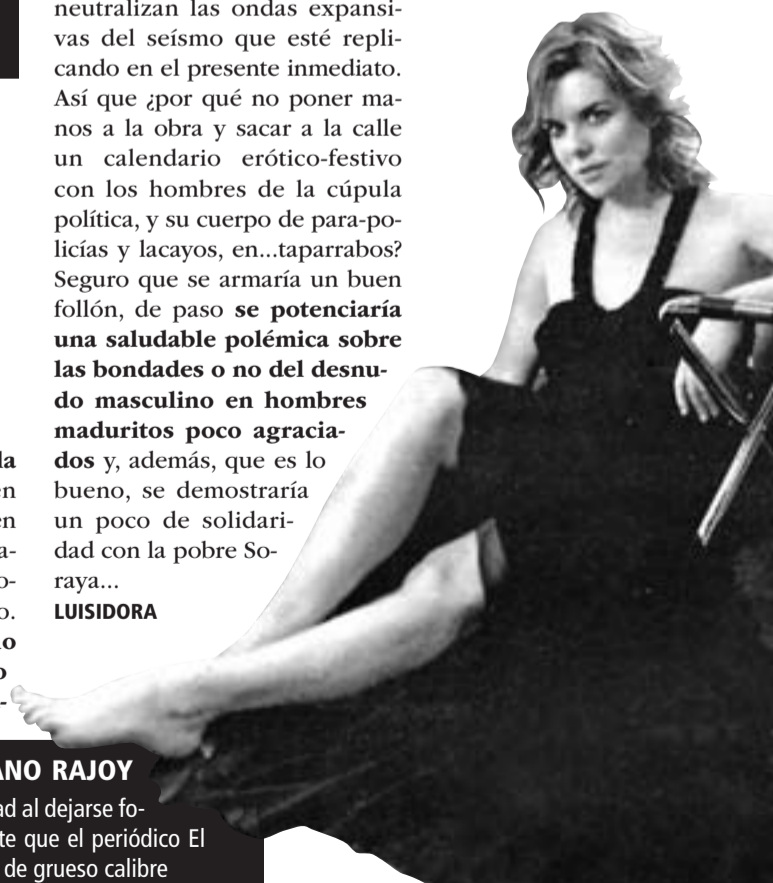 neutralizan las ondas expansi-
vas del seísmo que esté repli-
cando en el presente inmediato.
Así que ¿por qué no poner ma-
nos a la obra y sacar a la calle
un calendario erótico-festivo
con los hombres de la cúpula
política, y su cuerpo de para-po-
licías y lacayos, en...taparrabos?
Seguro que se armaría un buen
follón, de paso se potenciaría
una saludable polémica sobre
las bondades o no del desnu-
do masculino en hombres
maduritos poco agracia-
dos y, además, que es lo
bueno, se demostraría
un poco de solidari-
dad con la pobre So-
raya...
LUISIDORA
la
en
en
a-
o-
o.
o
-
ANO RAJOY
ad al dejarse fo-
te que el periódico El
de grueso calibre